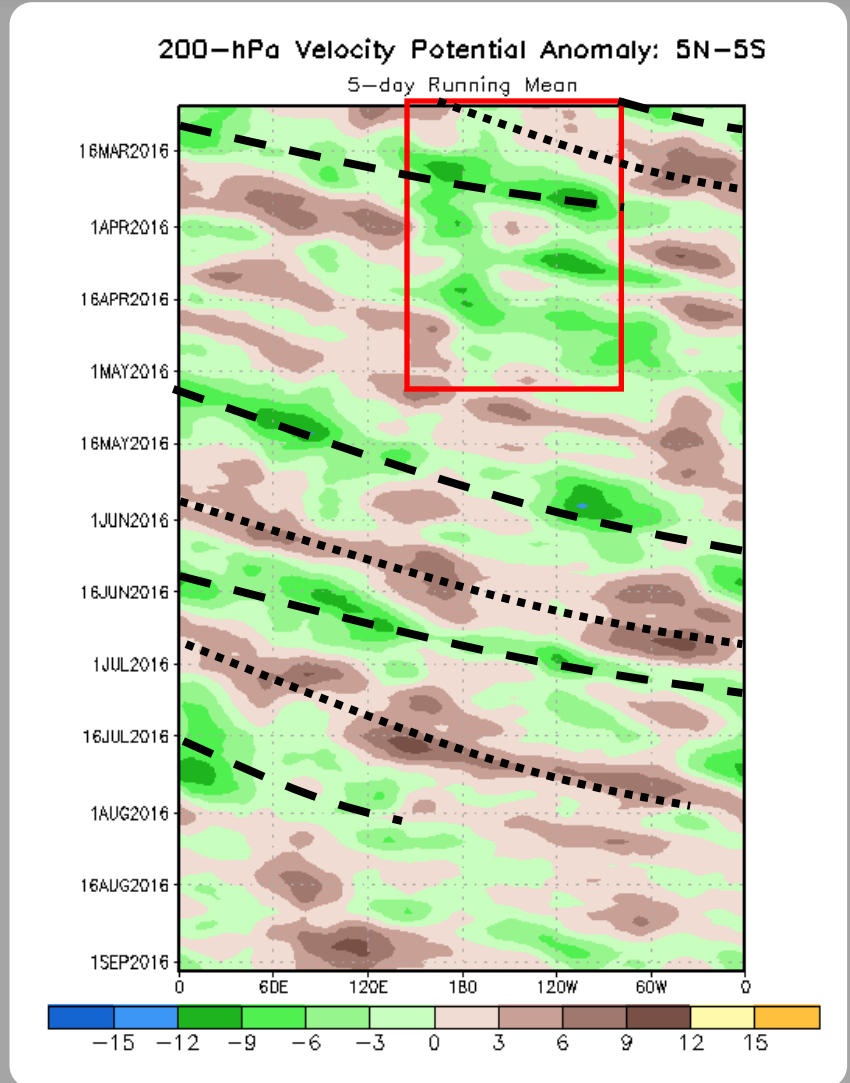 200-hPa Velocity Potential Anomaly: 5N-5S
5-day Running Mean
16MAR2016
1APR2016
16APR2016
1MAY2016
16MAY2016
1JUN2016
16JUN2016
1JUL2016
16JUL2016
1AUG2016
16AUG2016
1SEP2016
0 60E 120E 180 120W 60W 0
-15 -12 -9 -6 -3 0 3 6 9 12 15